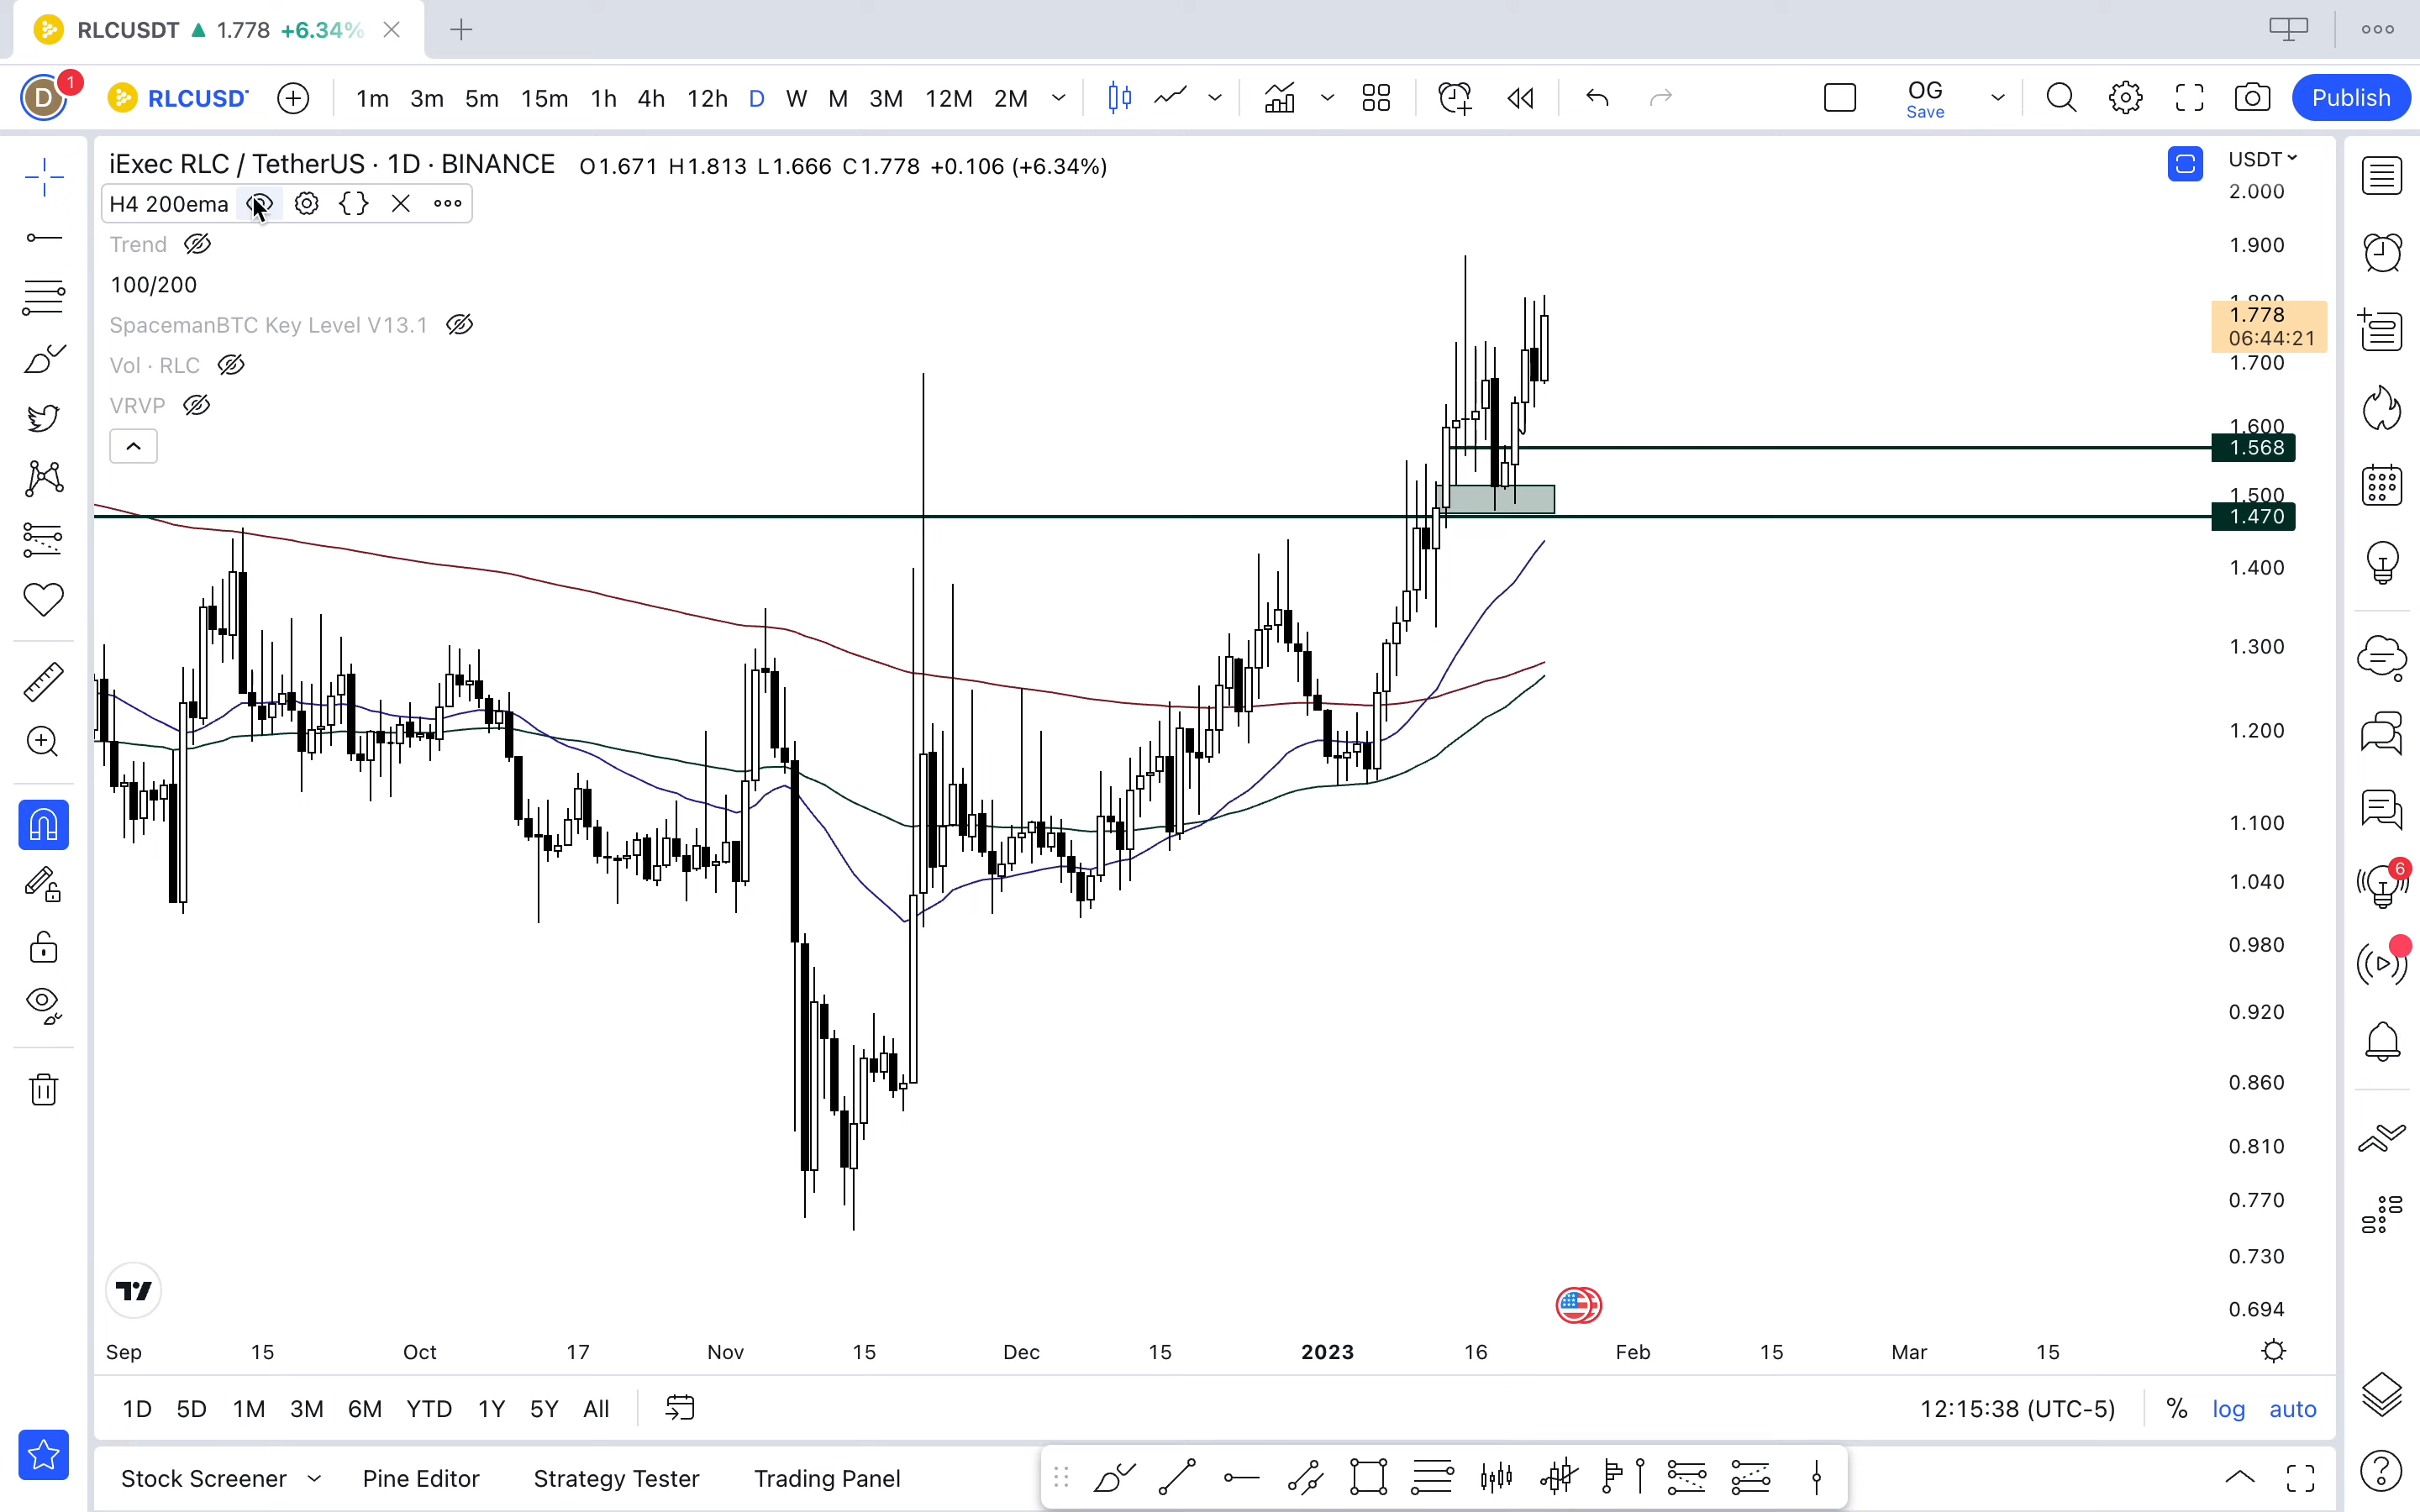 RLCUSDT ▲ 1.778 +6.34%
D 1 RLCUSD 1m 3m 5m 15m 1h 4h 12h D W M 3M 12M 2M OG Save Publish
iExec RLC / TetherUS · 1D · BINANCE O1.671 H1.813 L1.666 C1.778 +0.106 (+6.34%)
USDT
H4 200ema
Trend
100/200
SpacemanBTC Key Level V13.1
Vol · RLC
VRVP
2.000
1.900
1.778
06:44:21
1.700
1.600
1.568
1.500
1.470
1.400
1.300
1.200
1.100
1.040
6
0.980
0.920
0.860
0.810
0.770
0.730
0.694
Sep 15 Oct 17 Nov 15 Dec 15 2023 16 Feb 15 Mar 15
1D 5D 1M 3M 6M YTD 1Y 5Y All 12:15:38 (UTC-5) % log auto
Stock Screener Pine Editor Strategy Tester Trading Panel